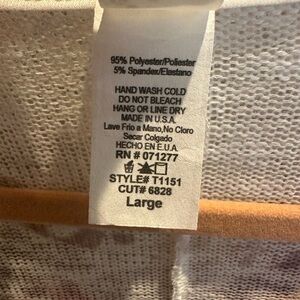 95% Polyester/Poliester
5% Spandex/Elastano
HAND WASH COLD
DO NOT BLEACH
HANG OR LINE DRY
MADE IN U.S.A.
Lave Frio a Mano,No Cloro
Secar Colgado
HECHO EN E.U.A.
RN # 071277
STYLE# T1151
CUT# 6828
Large